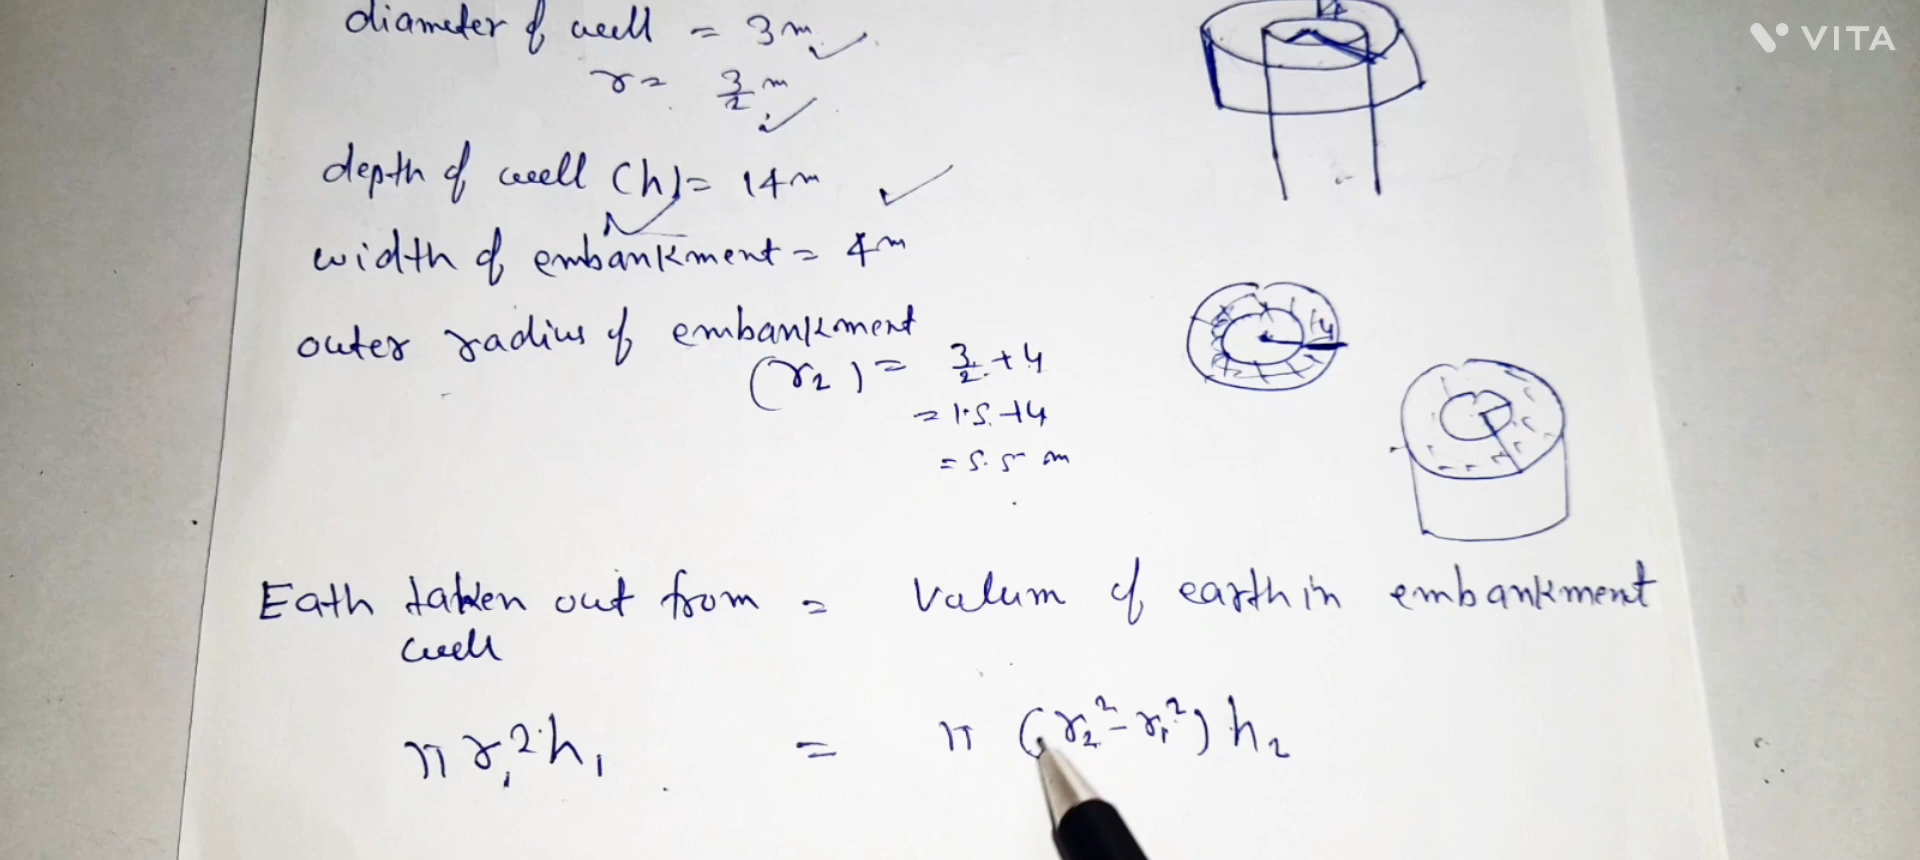 diameter of well = 3m
VITA
r = 3/2 m
depth of well (h) = 14m
width of embankment = 4m
outer radius of embankment
(r2) = 3/2 + 4
= 1.5 + 4
= 5.5 m
4
Eath taken out from = Valum of earth in embankment
well
π r1²h1 = π (r2² - r1²) h2